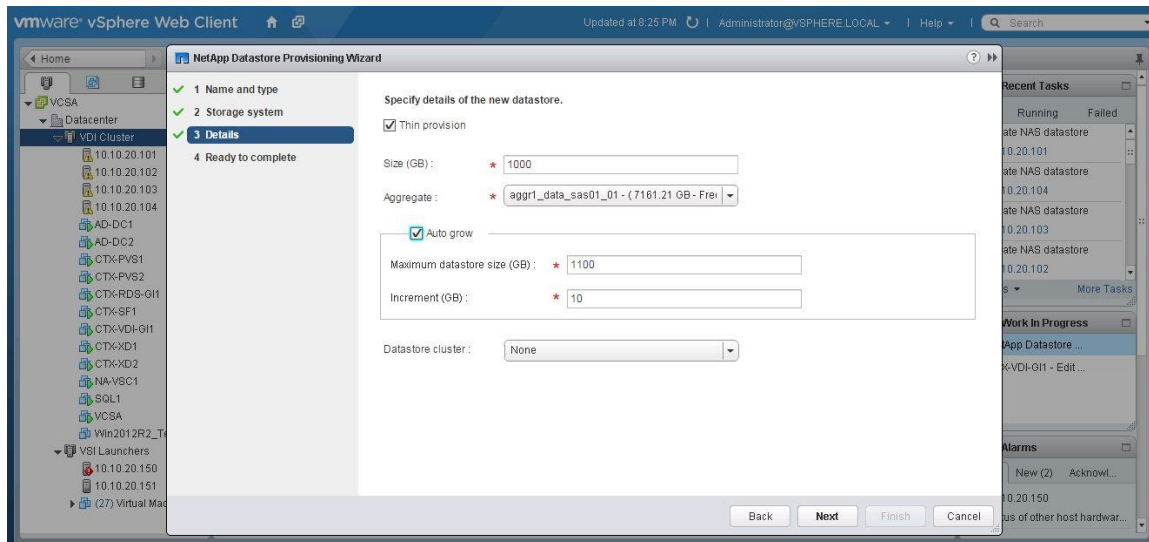 vmware® vSphere Web Client
Updated at 8:25 PM | Administrator@VSPHERE.LOCAL | Help | Search
Home
VCSA
Datacenter
VDI Cluster
10.10.20.101
10.10.20.102
10.10.20.103
10.10.20.104
AD-DC1
AD-DC2
CTX-PVS1
CTX-PVS2
CTX-RDS-GI1
CTX-SF1
CTX-VDI-GI1
CTX-XD1
CTX-XD2
NA-VSC1
SQL1
VCSA
Win2012R2_Te
VSI Launchers
10.10.20.150
10.10.20.151
(27) Virtual Mac
NetApp Datastore Provisioning Wizard
1 Name and type
2 Storage system
3 Details
4 Ready to complete
Specify details of the new datastore.
Thin provision
Size (GB) : * 1000
Aggregate : * aggr1_data_sas01_01 - ( 7161.21 GB - Fre
Auto grow
Maximum datastore size (GB) : * 1100
Increment (GB) : * 10
Datastore cluster : None
Back Next Finish Cancel
Recent Tasks
Running Failed
ate NAS datastore
0.20.101
ate NAS datastore
0.20.104
ate NAS datastore
0.20.103
ate NAS datastore
0.20.102
s More Tasks
Work In Progress
tApp Datastore ...
X-VDI-GI1 - Edit ...
Alarms
New (2) Acknowl...
0.20.150
tus of other host hardwar...